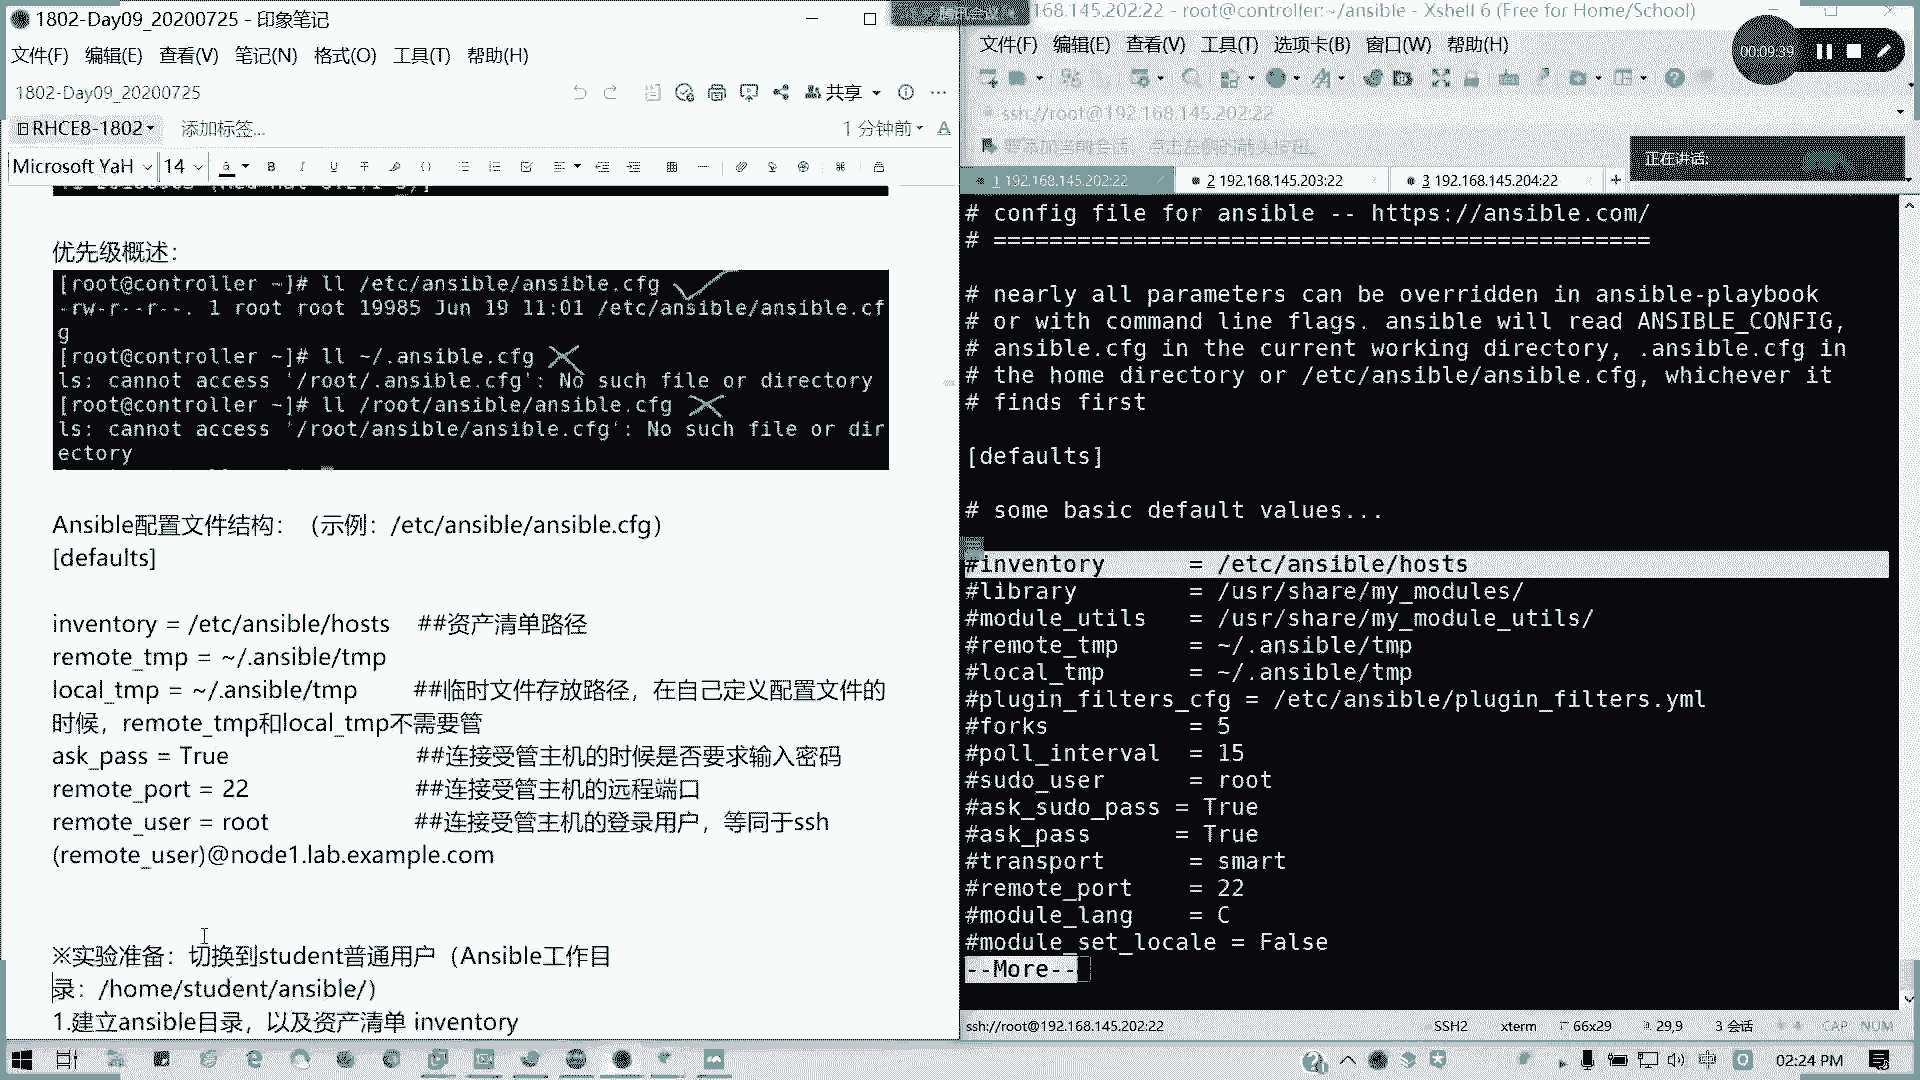 1802-Day09_20200725 - 印象笔记
文件(F) 编辑(E) 查看(V) 笔记(N) 格式(O) 工具(T) 帮助(H)
1802-Day09_20200725
共享
RHCE8-1802
添加标签...
1 分钟前
Microsoft YaH 14
优先级概述：
[root@controller ~]# ll /etc/ansible/ansible.cfg
-rw-r--r--. 1 root root 19985 Jun 19 11:01 /etc/ansible/ansible.cf
g
[root@controller ~]# ll ~/.ansible.cfg
ls: cannot access '/root/.ansible.cfg': No such file or directory
[root@controller ~]# ll /root/ansible/ansible.cfg
ls: cannot access '/root/ansible/ansible.cfg': No such file or dir
ectory
Ansible配置文件结构：（示例：/etc/ansible/ansible.cfg）
[defaults]
inventory = /etc/ansible/hosts ##资产清单路径
remote_tmp = ~/.ansible/tmp
local_tmp = ~/.ansible/tmp ##临时文件存放路径，在自己定义配置文件的
时候，remote_tmp和local_tmp不需要管
ask_pass = True ##连接受管主机的时候是否要求输入密码
remote_port = 22 ##连接受管主机的远程端口
remote_user = root ##连接受管主机的登录用户，等同于ssh
(remote_user)@node1.lab.example.com
※实验准备：切换到student普通用户（Ansible工作目
录：/home/student/ansible/）
1.建立ansible目录，以及资产清单 inventory
168.145.202:22 - root@controller:~/ansible - Xshell 6 (Free for Home/School)
文件(F) 编辑(E) 查看(V) 工具(T) 选项卡(B) 窗口(W) 帮助(H)
00:09:39
ssh://root@192.168.145.202:22
要添加当前会话，点击左侧的箭头按钮。
正在讲话:
1 192.168.145.202:22
2 192.168.145.203:22
3 192.168.145.204:22
# config file for ansible -- https://ansible.com/
# ===============================================
# nearly all parameters can be overridden in ansible-playbook
# or with command line flags. ansible will read ANSIBLE_CONFIG,
# ansible.cfg in the current working directory, .ansible.cfg in
# the home directory or /etc/ansible/ansible.cfg, whichever it
# finds first
[defaults]
# some basic default values...
#inventory = /etc/ansible/hosts
#library = /usr/share/my_modules/
#module_utils = /usr/share/my_module_utils/
#remote_tmp = ~/.ansible/tmp
#local_tmp = ~/.ansible/tmp
#plugin_filters_cfg = /etc/ansible/plugin_filters.yml
#forks = 5
#poll_interval = 15
#sudo_user = root
#ask_sudo_pass = True
#ask_pass = True
#transport = smart
#remote_port = 22
#module_lang = C
#module_set_locale = False
--More--
ssh://root@192.168.145.202:22
SSH2
xterm
66x29
29,9
3 会话
CAP NUM
中
02:24 PM